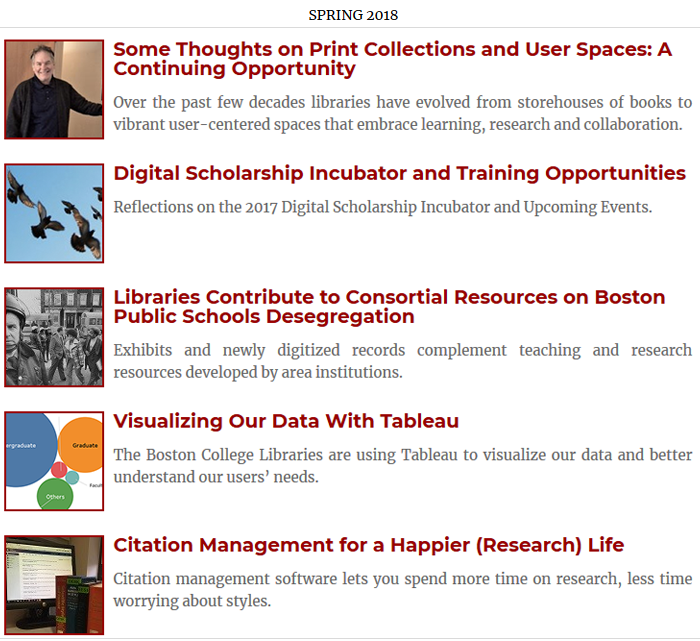 SPRING 2018
Some Thoughts on Print Collections and User Spaces: A
Continuing Opportunity
Over the past few decades libraries have evolved from storehouses of books to
vibrant user-centered spaces that embrace learning, research and collaboration.
Digital Scholarship Incubator and Training Opportunities
Reflections on the 2017 Digital Scholarship Incubator and Upcoming Events.
Libraries Contribute to Consortial Resources on Boston
Public Schools Desegregation
Exhibits and newly digitized records complement teaching and research
resources developed by area institutions.
Visualizing Our Data With Tableau
The Boston College Libraries are using Tableau to visualize our data and better
understand our users’ needs.
ergraduate
Graduate
Facult
Others
Citation Management for a Happier (Research) Life
Citation management software lets you spend more time on research, less time
worrying about styles.